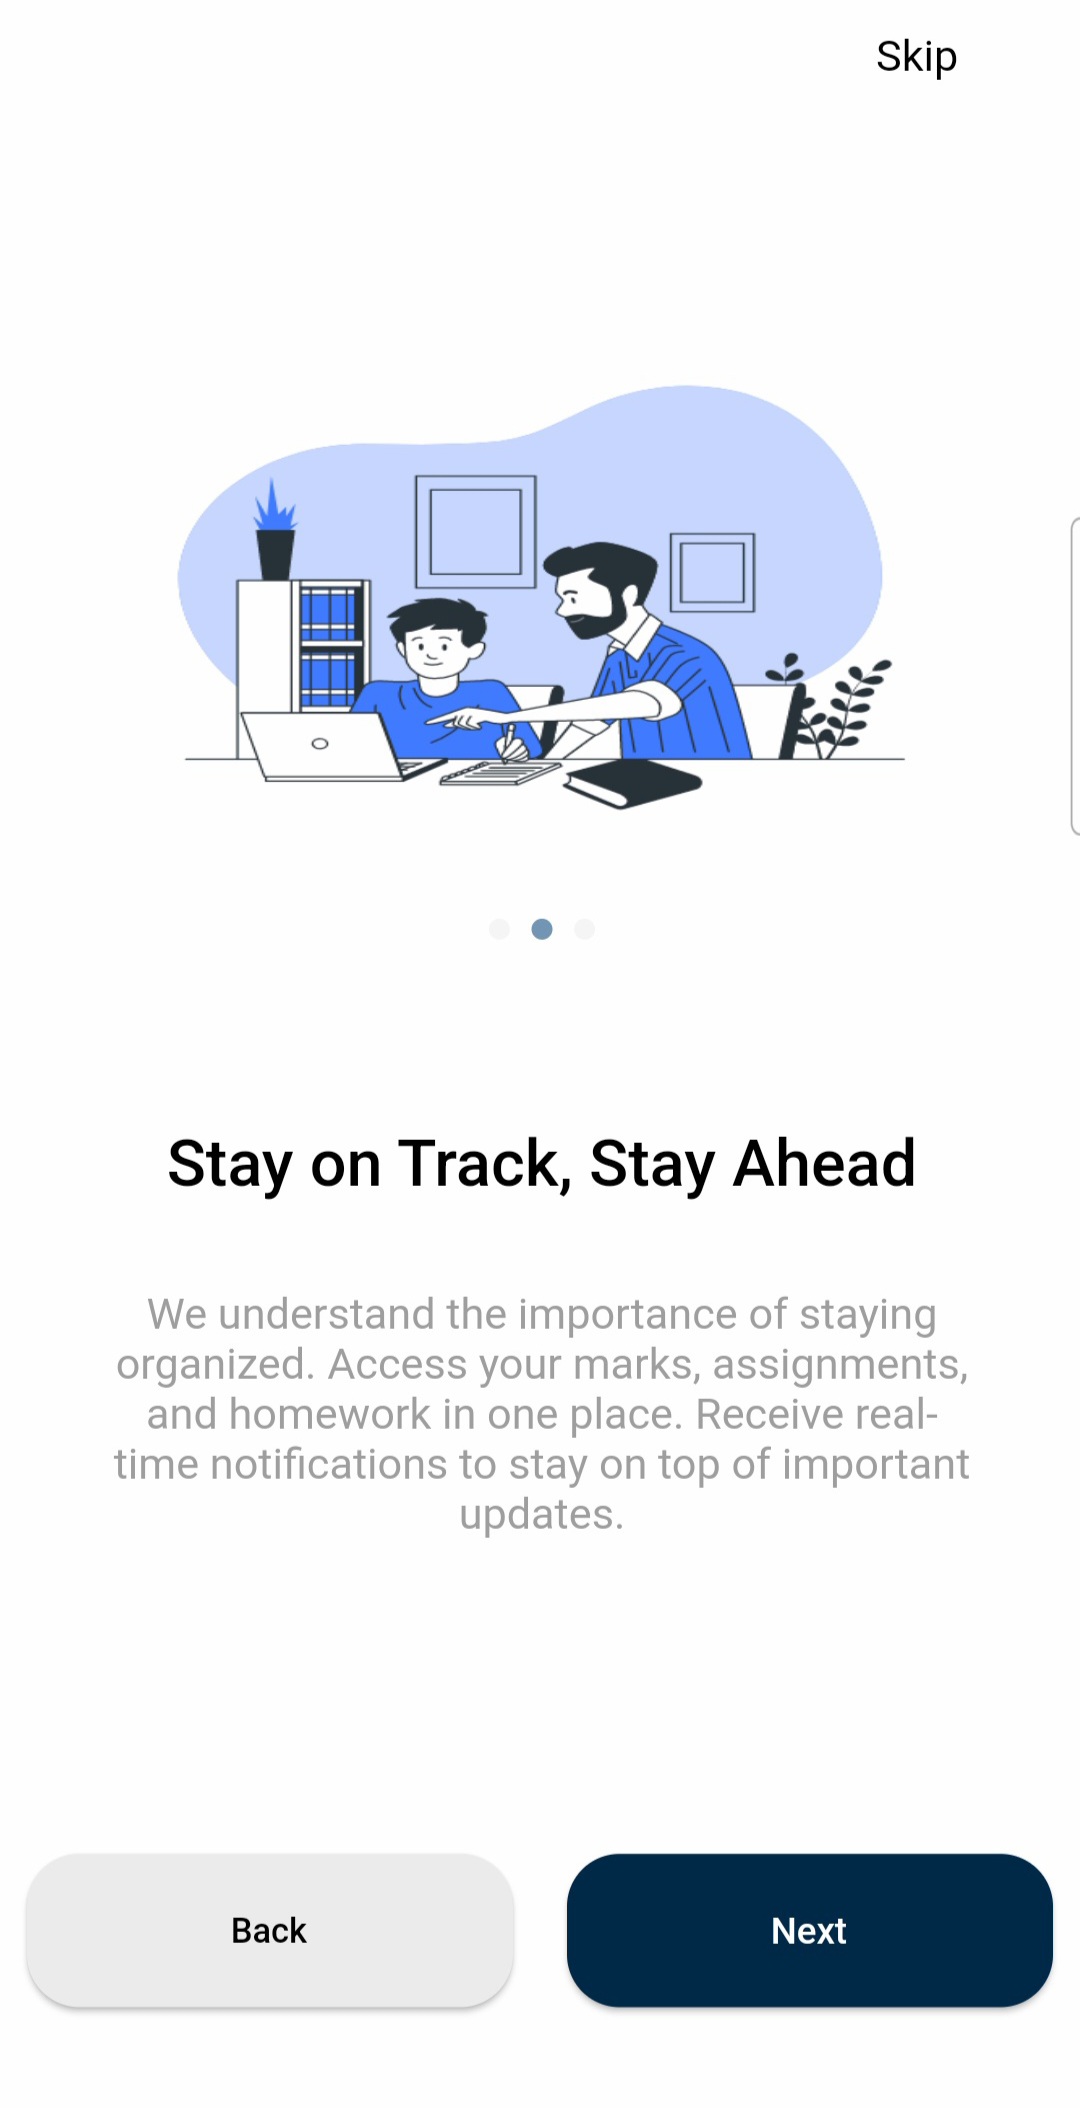 Skip
Stay on Track, Stay Ahead
We understand the importance of staying
organized. Access your marks, assignments,
and homework in one place. Receive real-
time notifications to stay on top of important
updates.
Back
Next